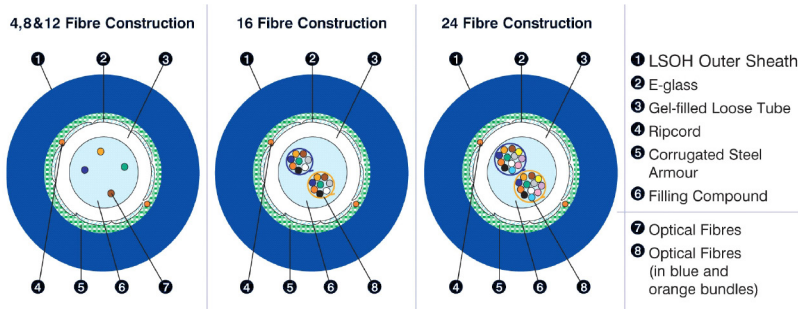 4,8&12 Fibre Construction
1 2 3
4 5 6 7
16 Fibre Construction
1 2 3
4 5 6 8
24 Fibre Construction
1 2 3
4 5 6 8
1 LSOH Outer Sheath
2 E-glass
3 Gel-filled Loose Tube
4 Ripcord
5 Corrugated Steel
Armour
6 Filling Compound
7 Optical Fibres
8 Optical Fibres
(in blue and
orange bundles)